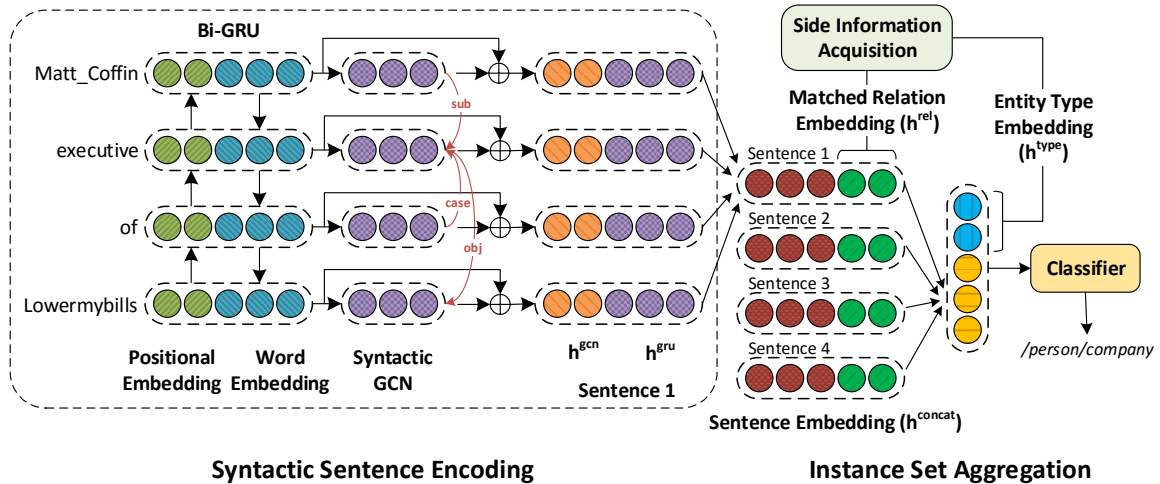 Bi-GRU
Matt_Coffin
executive
of
Lowermybills
sub
case
obj
Positional
Embedding
Word
Embedding
Syntactic
GCN
h^gcn
h^gru
Sentence 1
Syntactic Sentence Encoding
Side Information
Acquisition
Matched Relation
Embedding (h^rel)
Entity Type
Embedding
(h^type)
Sentence 1
Sentence 2
Sentence 3
Sentence 4
Sentence Embedding (h^concat)
Classifier
/person/company
Instance Set Aggregation